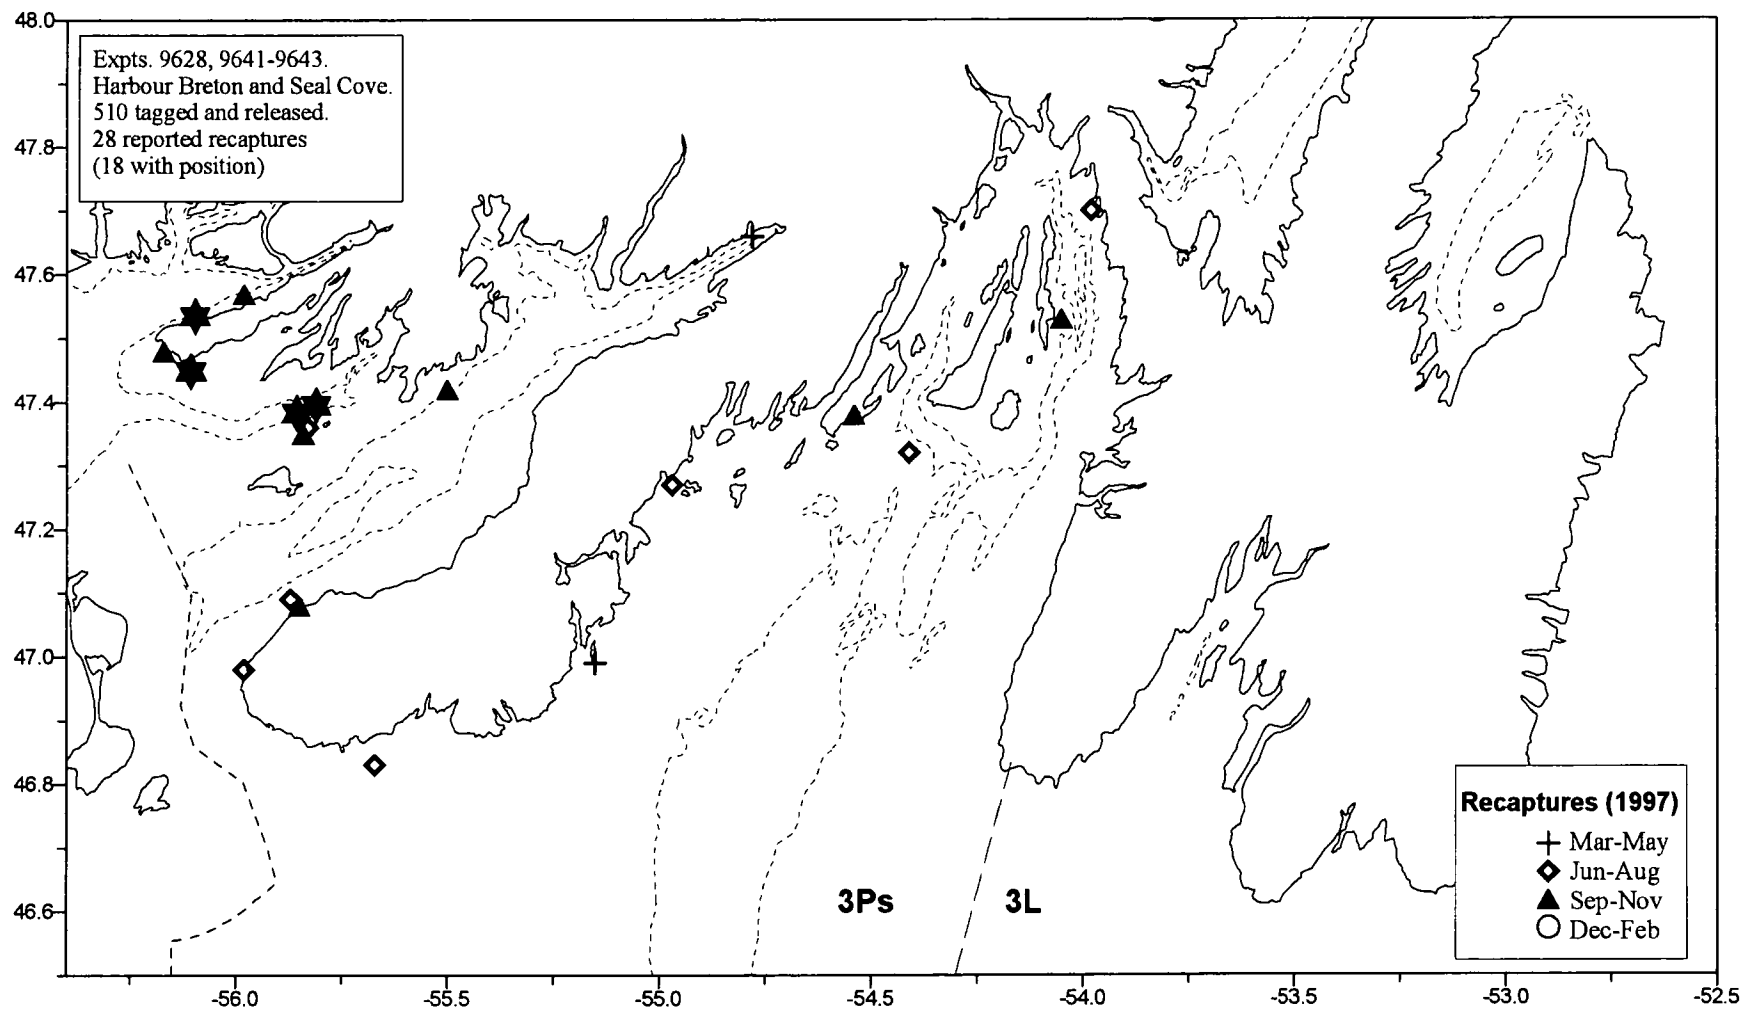 48.0
Expts. 9628, 9641-9643.
Harbour Breton and Seal Cove.
510 tagged and released.
28 reported recaptures
(18 with position)
47.8
47.6
47.4
47.2
47.0
46.8
46.6
Recaptures (1997)
Mar-May
Jun-Aug
Sep-Nov
Dec-Feb
3Ps 3L
-56.0 -55.5 -55.0 -54.5 -54.0 -53.5 -53.0 -52.5